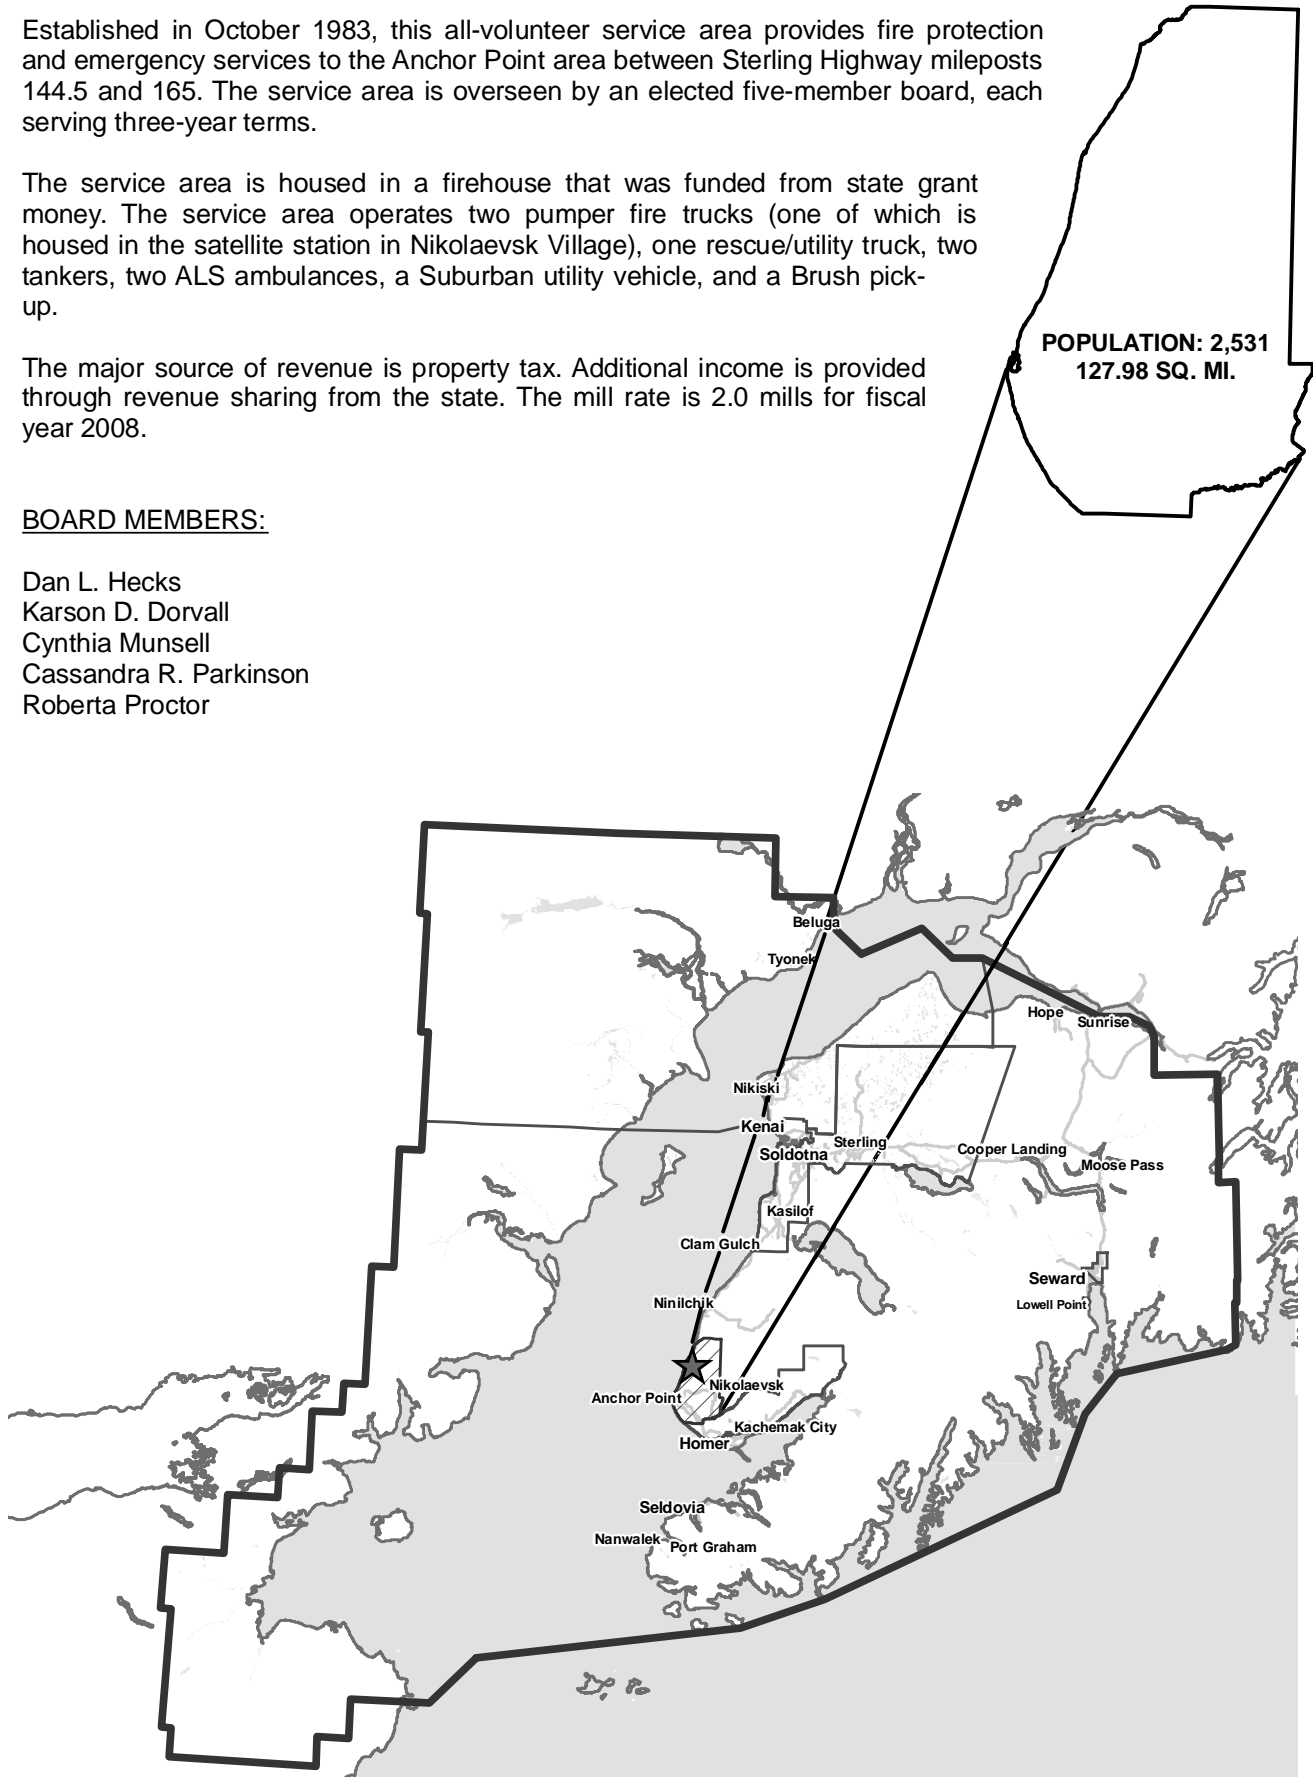 Established in October 1983, this all-volunteer service area provides fire protection
and emergency services to the Anchor Point area between Sterling Highway mileposts
144.5 and 165. The service area is overseen by an elected five-member board, each
serving three-year terms.
The service area is housed in a firehouse that was funded from state grant
money. The service area operates two pumper fire trucks (one of which is
housed in the satellite station in Nikolaevsk Village), one rescue/utility truck, two
tankers, two ALS ambulances, a Suburban utility vehicle, and a Brush pick-
up.
POPULATION: 2,531
127.98 SQ. MI.
The major source of revenue is property tax. Additional income is provided
through revenue sharing from the state. The mill rate is 2.0 mills for fiscal
year 2008.
BOARD MEMBERS:
Dan L. Hecks
Karson D. Dorvall
Cynthia Munsell
Cassandra R. Parkinson
Roberta Proctor
Beluga
Tyonek
Hope
Sunrise
Nikiski
Kenai
Soldotna
Sterling
Cooper Landing
Moose Pass
Kasilof
Clam Gulch
Seward
Lowell Point
Ninilchik
Nikolaevsk
Anchor Point
Kachemak City
Homer
Seldovia
Nanwalek
Port Graham